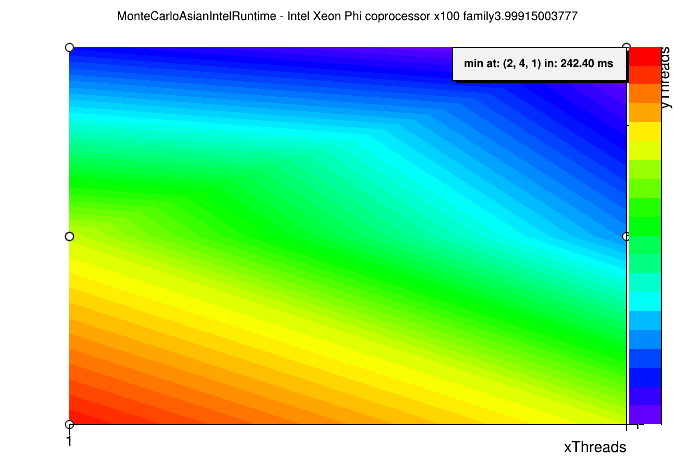 MonteCarloAsianIntelRuntime - Intel Xeon Phi coprocessor x100 family3.99915003777
min at: (2, 4, 1) in: 242.40 ms
yThreads
1
xThreads